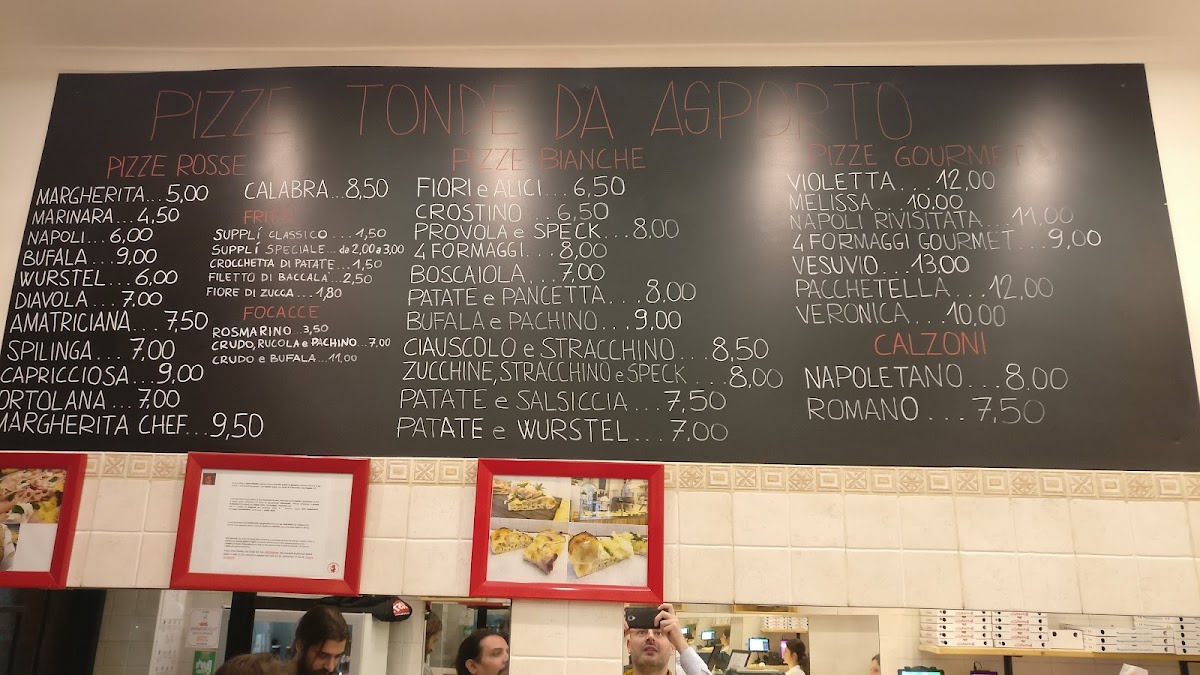 PIZZE TONDE DA ASPORTO
PIZZE ROSSE
MARGHERITA...5,00
MARINARA...4,50
NAPOLI...6,00
BUFALA...9,00
WURSTEL...6,00
DIAVOLA...7,00
AMATRICIANA...7,50
SPILINGA...7,00
CAPRICCIOSA...9,00
ORTOLANA...7,00
MARGHERITA CHEF...9,50
CALABRA...8,50
FRITTI
SUPPLÍ CLASSICO...1,50
SUPPLÍ SPECIALE...da 2,00 a 3,00
CROCCHETTA DI PATATE...1,50
FILETTO DI BACCALA...2,50
FIORE DI ZUCCA...1,80
FOCACCE
ROSMARINO...3,50
CRUDO, RUCOLA e PACHINO...7,00
CRUDO e BUFALA...11,00
PIZZE BIANCHE
FIORI e ALICI...6,50
CROSTINO...6,50
PROVOLA e SPECK...8,00
4 FORMAGGI...8,00
BOSCAIOLA...7,00
PATATE e PANCETTA...8,00
BUFALA e PACHINO...9,00
CIAUSCOLO e STRACCHINO...8,50
ZUCCHINE, STRACCHINO e SPECK...8,00
PATATE e SALSICCIA...7,50
PATATE e WURSTEL...7,00
PIZZE GOURMET
VIOLETTA...12,00
MELISSA...10,00
NAPOLI RIVISITATA...11,00
4 FORMAGGI GOURMET...9,00
VESUVIO...13,00
PACCHETELLA...12,00
VERONICA...10,00
CALZONI
NAPOLETANO...8,00
ROMANO...7,50